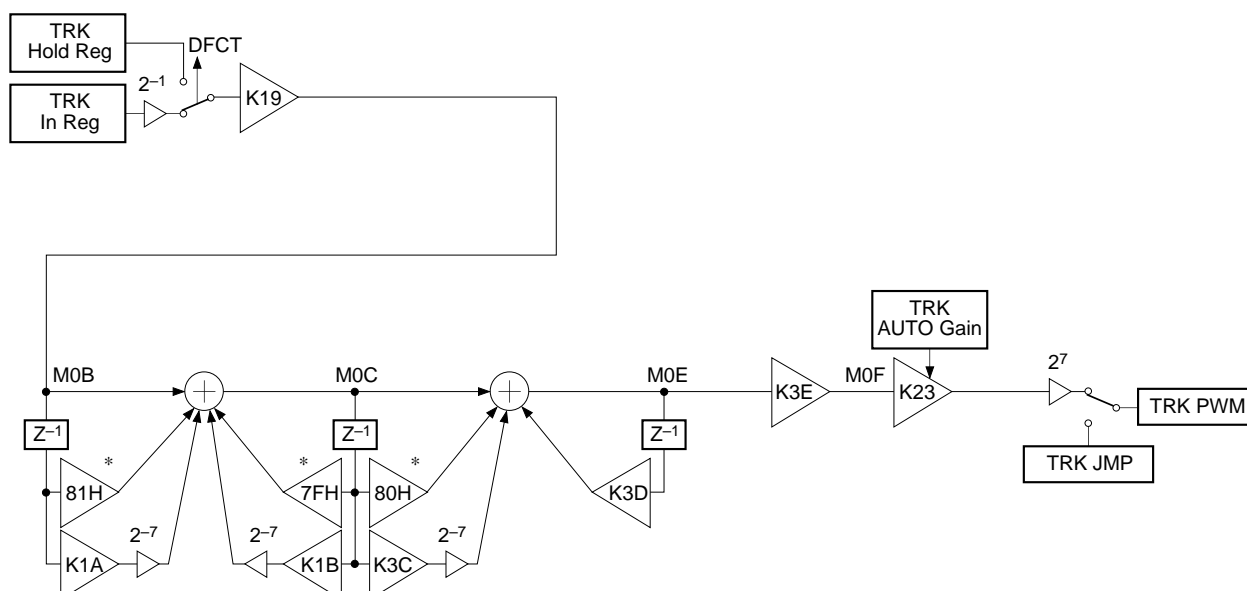 TRK
Hold Reg
DFCT
2⁻¹
TRK
In Reg
K19
TRK
AUTO Gain
M0B
M0C
M0E
K3E
M0F
K23
2⁷
TRK PWM
Z⁻¹
Z⁻¹
Z⁻¹
TRK JMP
81H
*
7FH
*
80H
*
K3D
K1A
2⁻⁷
2⁻⁷
K1B
K3C
2⁻⁷